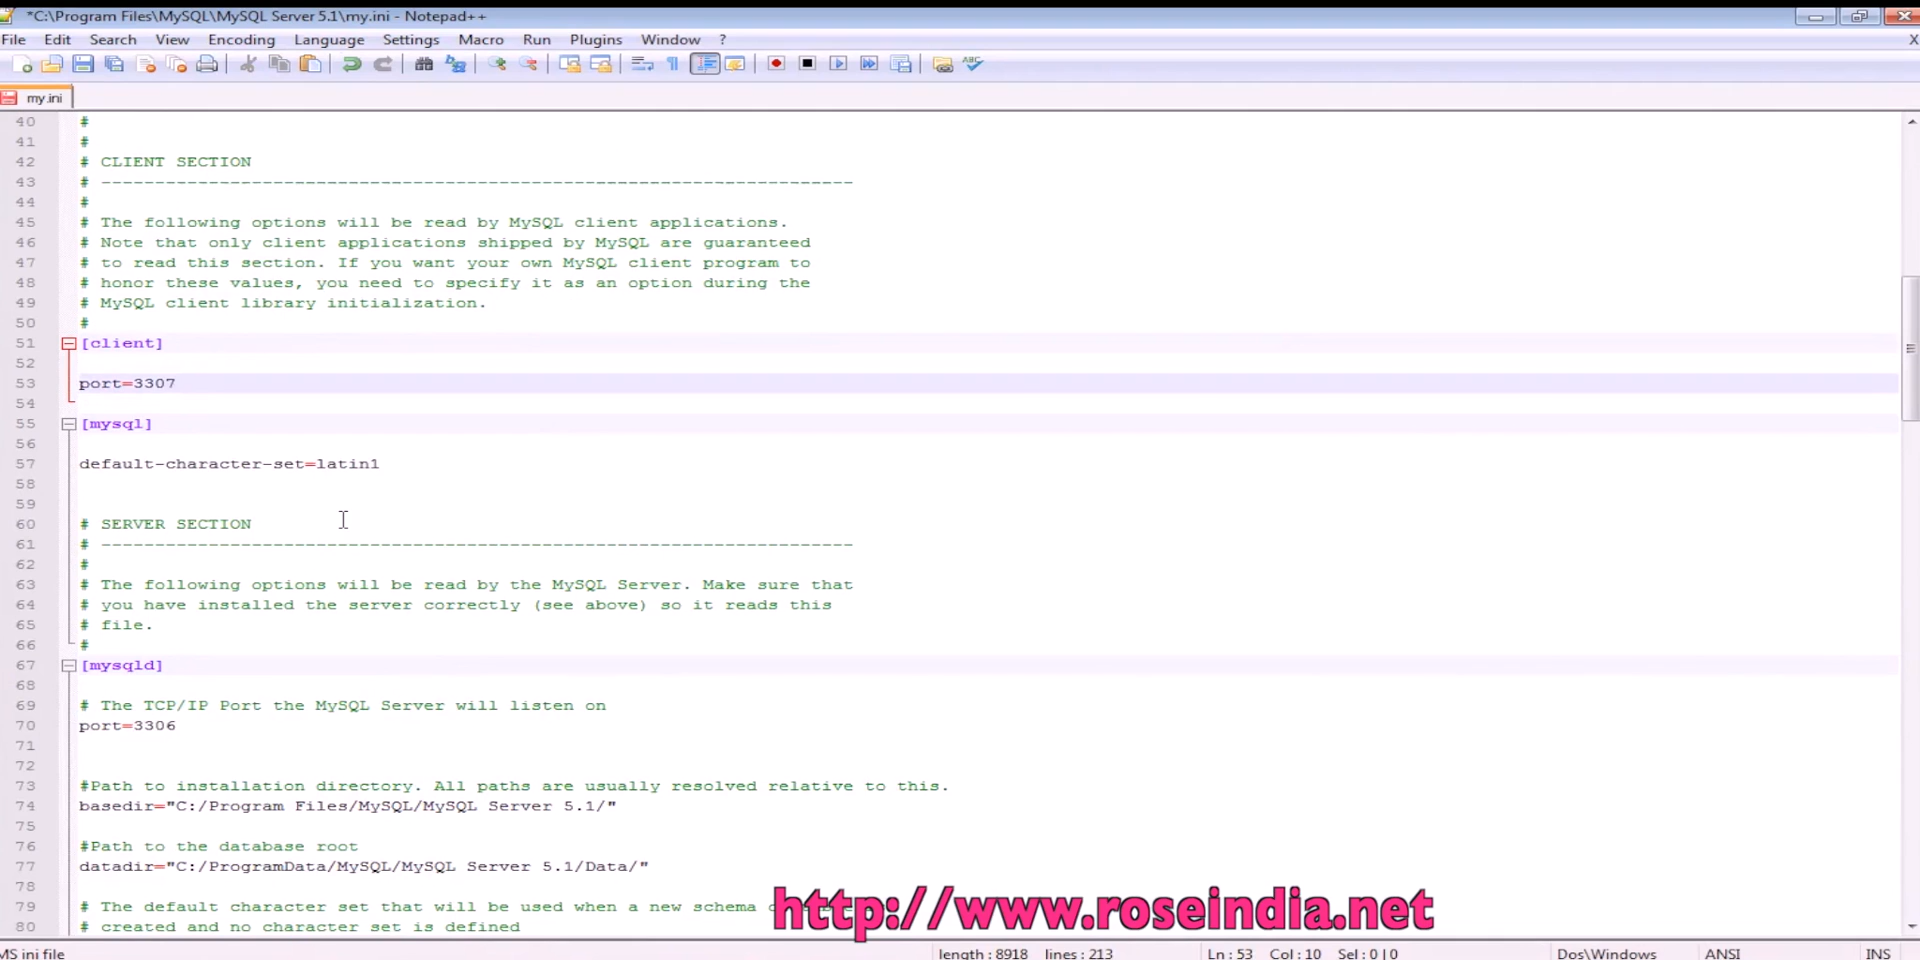 *C:\Program Files\MySQL\MySQL Server 5.1\my.ini - Notepad++
File Edit Search View Encoding Language Settings Macro Run Plugins Window ? X
my.ini
40 #
41 #
42 # CLIENT SECTION
43 # ----------------------------------------------------------------------
44 #
45 # The following options will be read by MySQL client applications.
46 # Note that only client applications shipped by MySQL are guaranteed
47 # to read this section. If you want your own MySQL client program to
48 # honor these values, you need to specify it as an option during the
49 # MySQL client library initialization.
50 #
51 [client]
52
53 port=3307
54
55 [mysql]
56
57 default-character-set=latin1
58
59
60 # SERVER SECTION
61 # ----------------------------------------------------------------------
62 #
63 # The following options will be read by the MySQL Server. Make sure that
64 # you have installed the server correctly (see above) so it reads this
65 # file.
66 #
67 [mysqld]
68
69 # The TCP/IP Port the MySQL Server will listen on
70 port=3306
71
72
73 #Path to installation directory. All paths are usually resolved relative to this.
74 basedir="C:/Program Files/MySQL/MySQL Server 5.1/"
75
76 #Path to the database root
77 datadir="C:/ProgramData/MySQL/MySQL Server 5.1/Data/"
78
79 # The default character set that will be used when a new schema
80 # created and no character set is defined
http://www.roseindia.net
MS ini file length : 8918 lines : 213 Ln : 53 Col : 10 Sel : 0 | 0 Dos\Windows ANSI INS